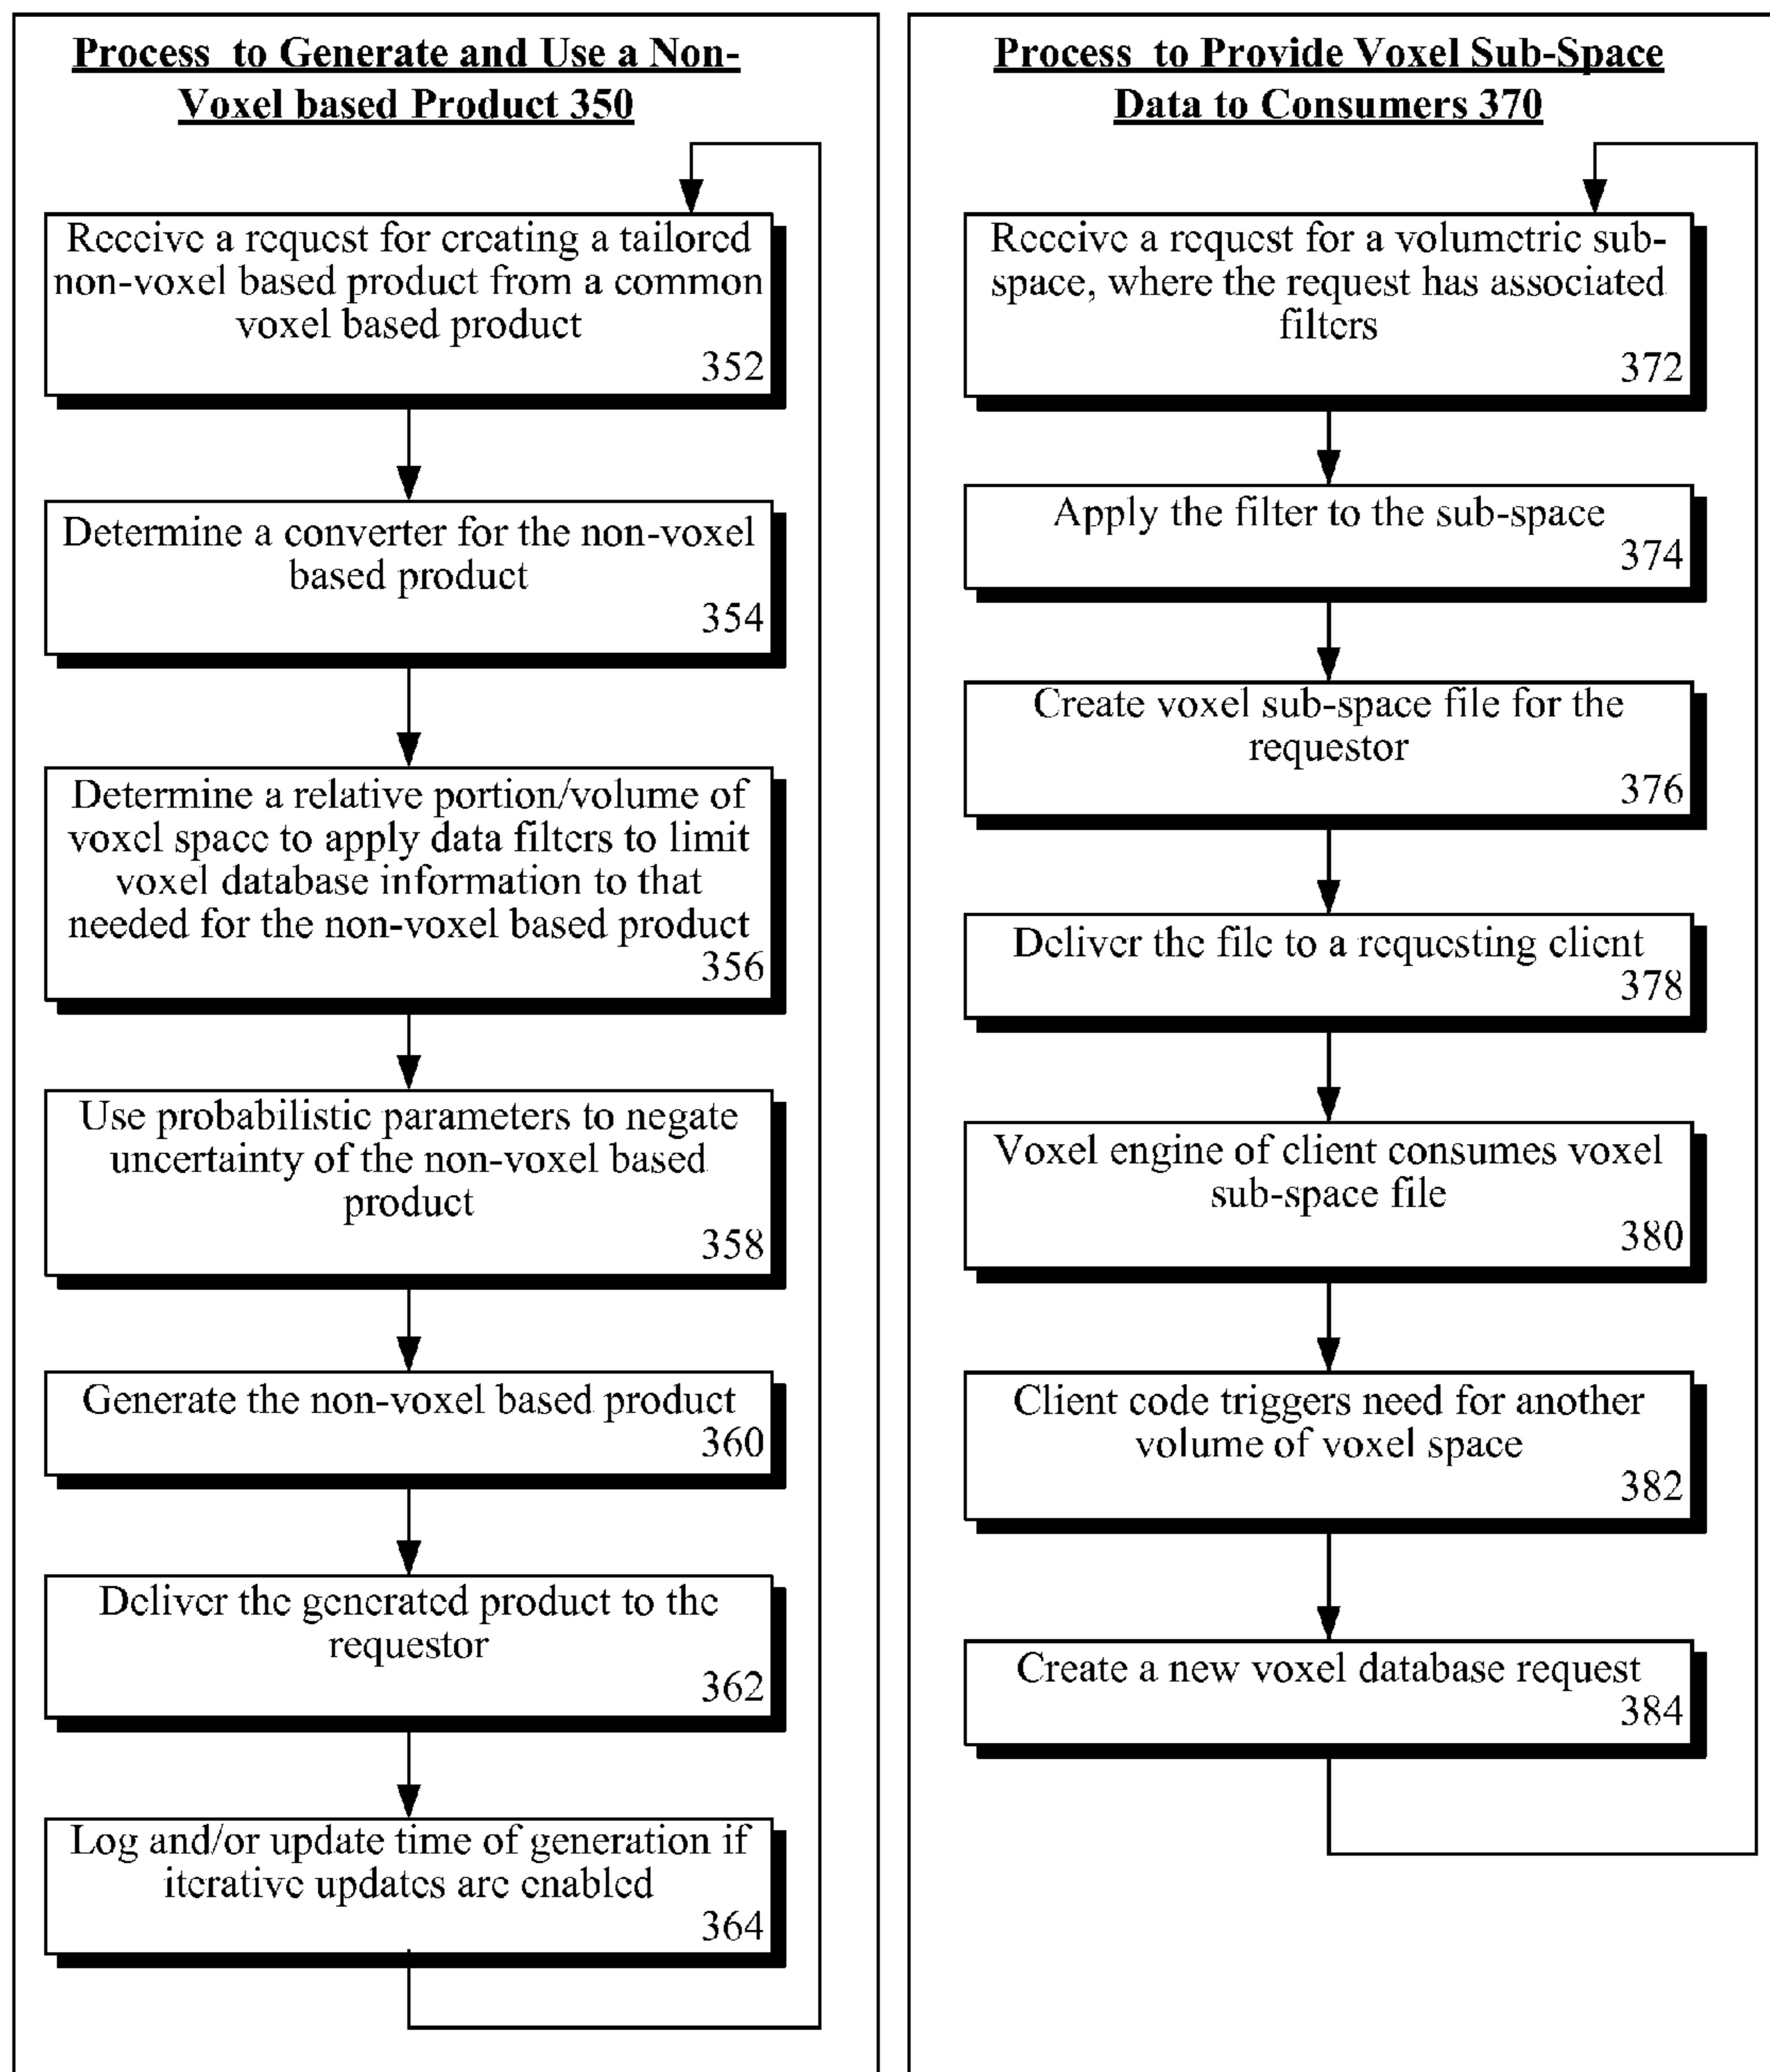 Process to Generate and Use a Non-
Voxel based Product 350
Receive a request for creating a tailored
non-voxel based product from a common
voxel based product
352
Determine a converter for the non-voxel
based product
354
Determine a relative portion/volume of
voxel space to apply data filters to limit
voxel database information to that
needed for the non-voxel based product
356
Use probabilistic parameters to negate
uncertainty of the non-voxel based
product
358
Generate the non-voxel based product
360
Deliver the generated product to the
requestor
362
Log and/or update time of generation if
iterative updates are enabled
364
Process to Provide Voxel Sub-Space
Data to Consumers 370
Receive a request for a volumetric sub-
space, where the request has associated
filters
372
Apply the filter to the sub-space
374
Create voxel sub-space file for the
requestor
376
Deliver the file to a requesting client
378
Voxel engine of client consumes voxel
sub-space file
380
Client code triggers need for another
volume of voxel space
382
Create a new voxel database request
384